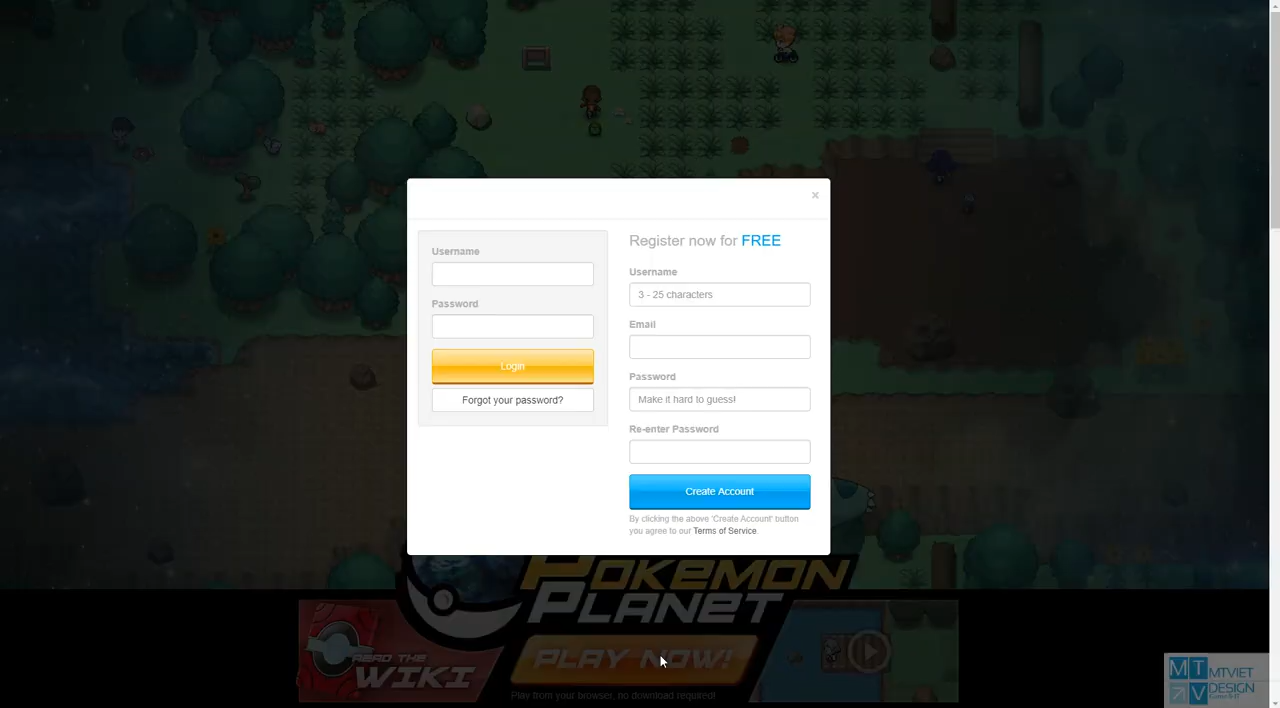 ×
Username
Password
Login
Forgot your password?
Register now for FREE
Username
3 - 25 characters
Email
Password
Make it hard to guess!
Re-enter Password
Create Account
By clicking the above 'Create Account' button
you agree to our Terms of Service.
POKEMON
PLANET
READ THE
WIKI
PLAY NOW!
Play from your browser, no download required!
MT
V
MTVIET
DESIGN